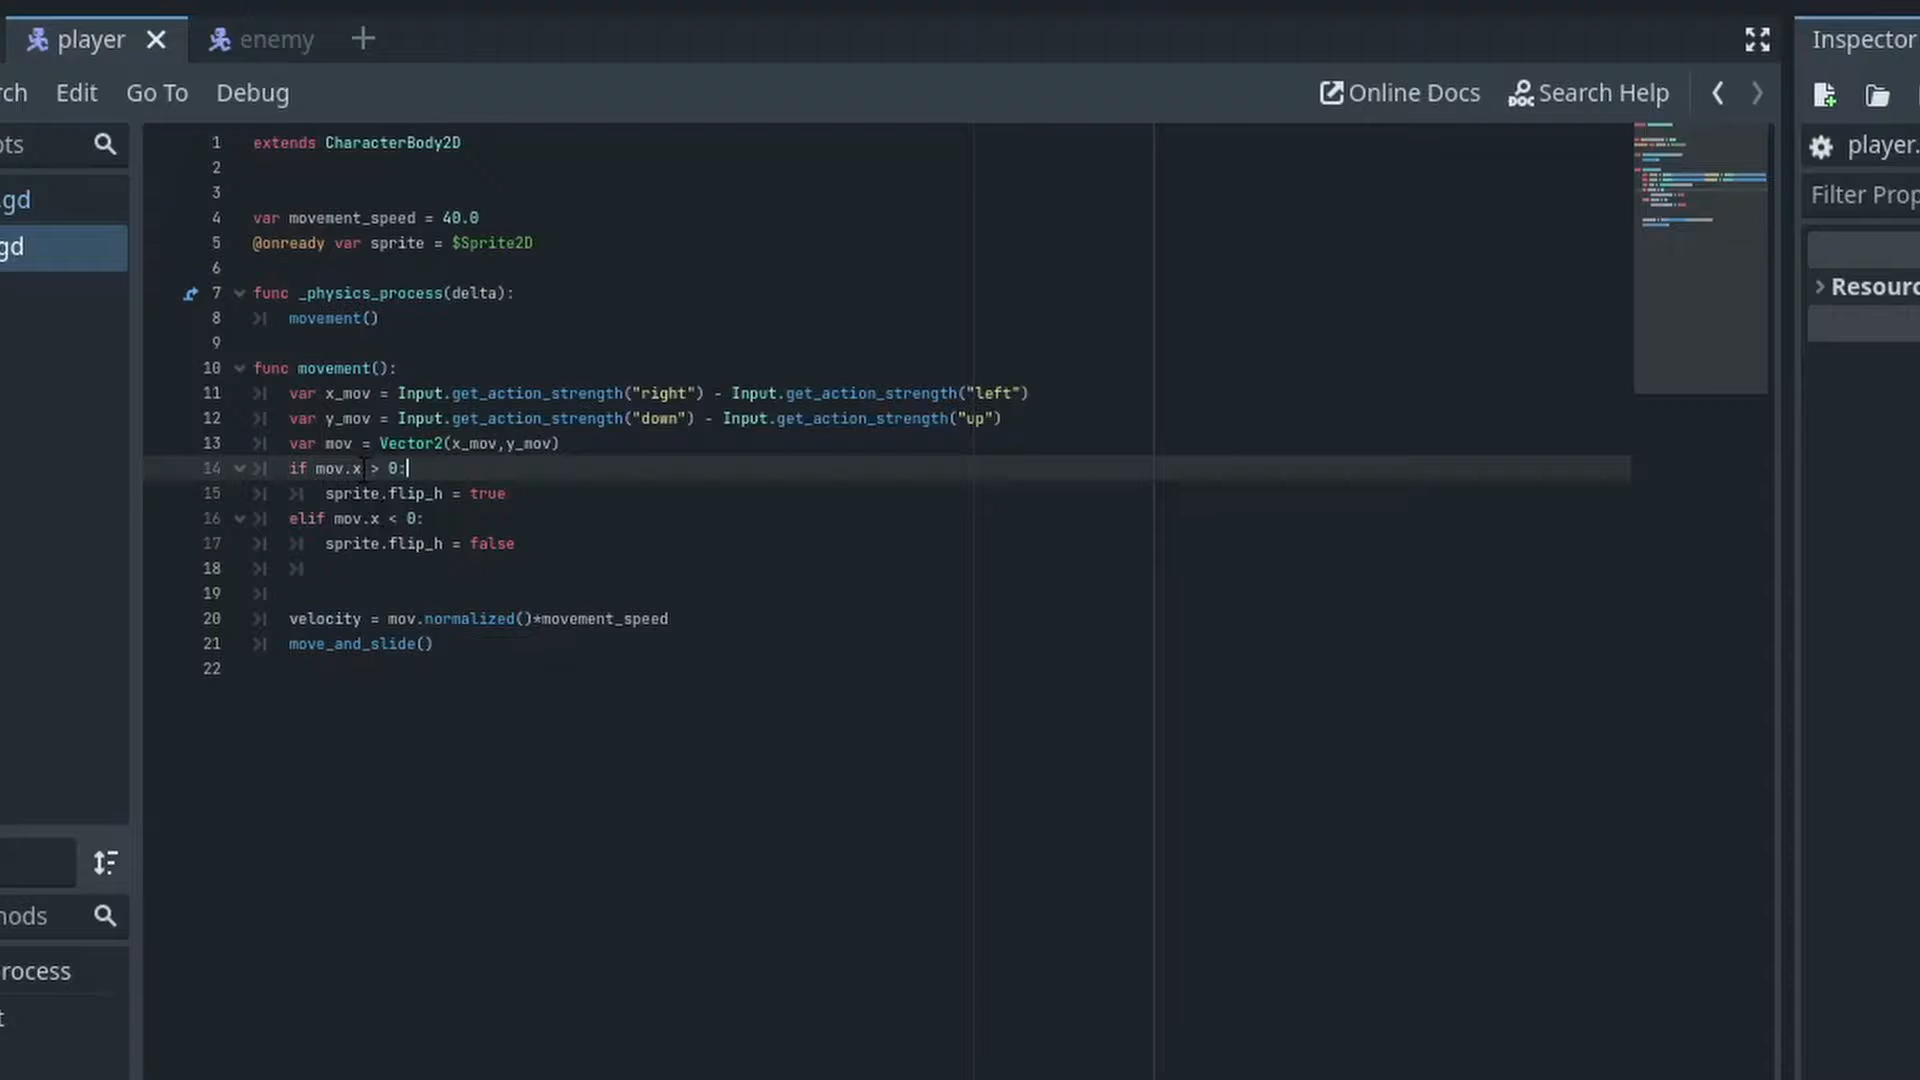 player
enemy
Inspector
rch Edit Go To Debug
Online Docs
Search Help
pts
.gd
gd
1 extends CharacterBody2D
2
3
4 var movement_speed = 40.0
5 @onready var sprite = $Sprite2D
6
7 func _physics_process(delta):
8 movement()
9
10 func movement():
11 var x_mov = Input.get_action_strength("right") - Input.get_action_strength("left")
12 var y_mov = Input.get_action_strength("down") - Input.get_action_strength("up")
13 var mov = Vector2(x_mov,y_mov)
14 if mov.x > 0:
15 sprite.flip_h = true
16 elif mov.x < 0:
17 sprite.flip_h = false
18
19
20 velocity = mov.normalized()*movement_speed
21 move_and_slide()
22
hods
rocess
t
player.
Filter Prop
Resourc